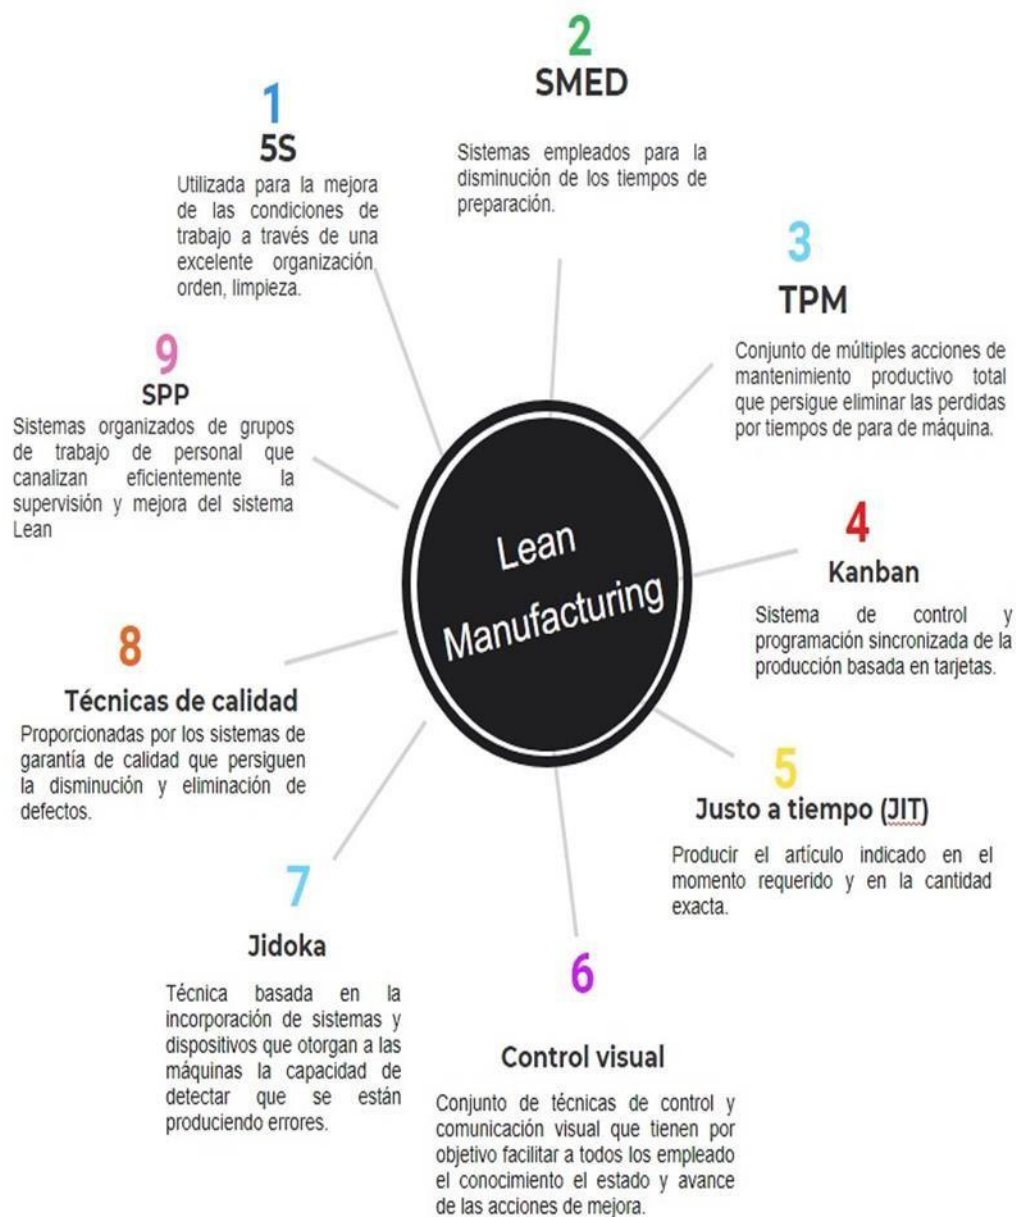 1
5S
Utilizada para la mejora
de las condiciones de
trabajo a través de una
excelente organización
orden, limpieza.
2
SMED
Sistemas empleados para la
disminución de los tiempos de
preparación.
3
TPM
Conjunto de múltiples acciones de
mantenimiento productivo total
que persigue eliminar las perdidas
por tiempos de para de máquina.
4
Kanban
Sistema de control y
programación sincronizada de la
producción basada en tarjetas.
5
Justo a tiempo (JIT)
Producir el artículo indicado en el
momento requerido y en la cantidad
exacta.
6
Control visual
Conjunto de técnicas de control y
comunicación visual que tienen por
objetivo facilitar a todos los empleado
el conocimiento el estado y avance
de las acciones de mejora.
7
Jidoka
Técnica basada en la
incorporación de sistemas y
dispositivos que otorgan a las
máquinas la capacidad de
detectar que se están
produciendo errores.
8
Técnicas de calidad
Proporcionadas por los sistemas de
garantía de calidad que persiguen
la disminución y eliminación de
defectos.
9
SPP
Sistemas organizados de grupos
de trabajo de personal que
canalizan eficientemente la
supervisión y mejora del sistema
Lean
Lean
Manufacturing